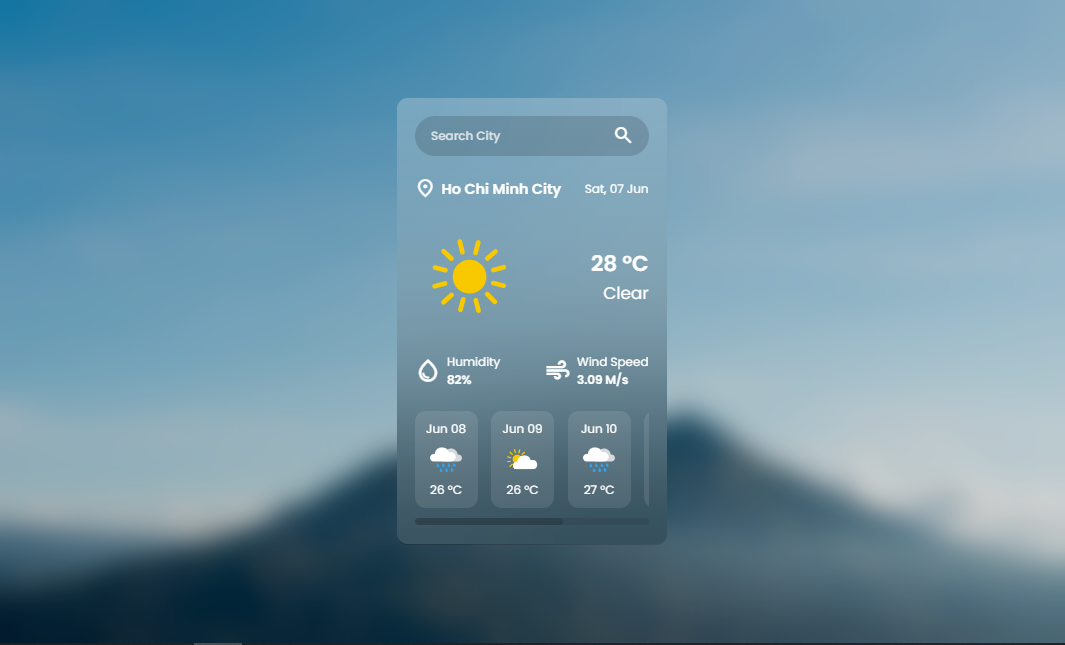 Search City
Ho Chi Minh City Sat, 07 Jun
28 °C
Clear
Humidity Wind Speed
82% 3.09 M/s
Jun 08 Jun 09 Jun 10
26 °C 26 °C 27 °C